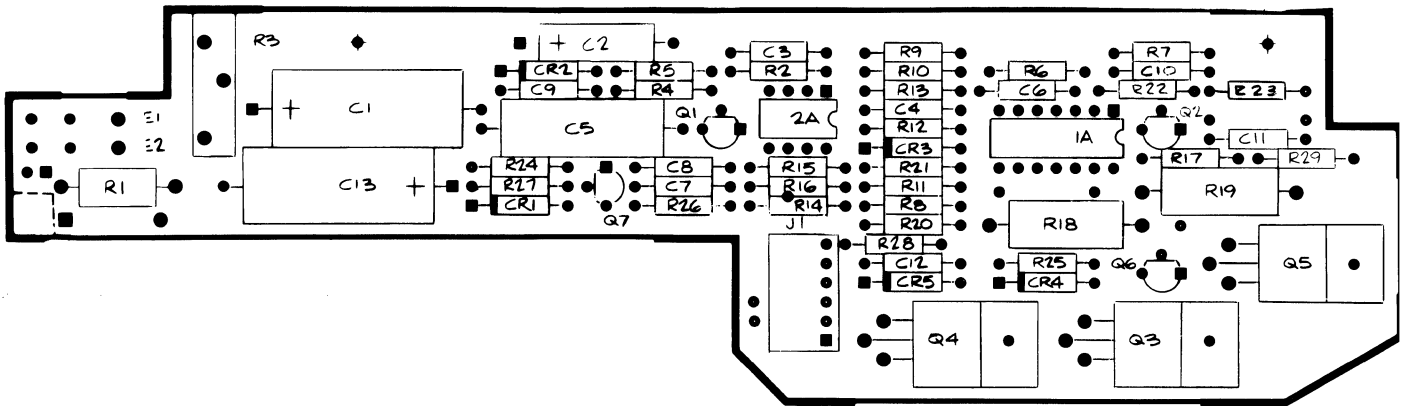 R3
C2
C3
R9
R7
CR2
R5
R2
R10
R6
C10
C9
R4
R13
C6
R22
R23
C1
E1
Q1
2A
C4
Q2
C5
R12
1A
C11
E2
CR3
R24
C8
R15
R21
R17
R29
R1
C13
R27
C7
R16
R11
R19
CR1
R26
R14
R8
Q7
J1
R20
R18
R28
C12
R25
Q6
Q5
CR5
CR4
Q4
Q3
+
+
+